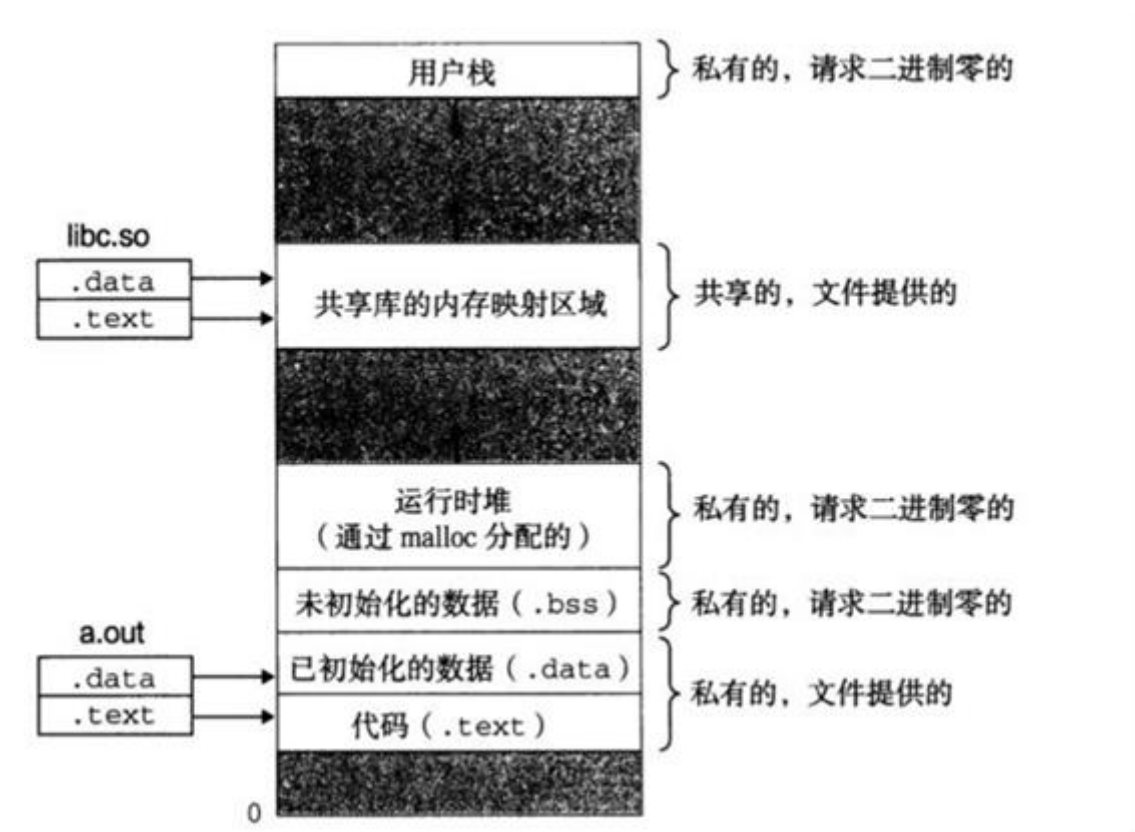 用户栈
私有的，请求二进制零的
libc.so
.data
.text
共享库的内存映射区域
共享的，文件提供的
运行时堆
（通过 malloc 分配的）
私有的，请求二进制零的
未初始化的数据（.bss）
私有的，请求二进制零的
a.out
.data
.text
已初始化的数据（.data）
代码（.text）
私有的，文件提供的
0